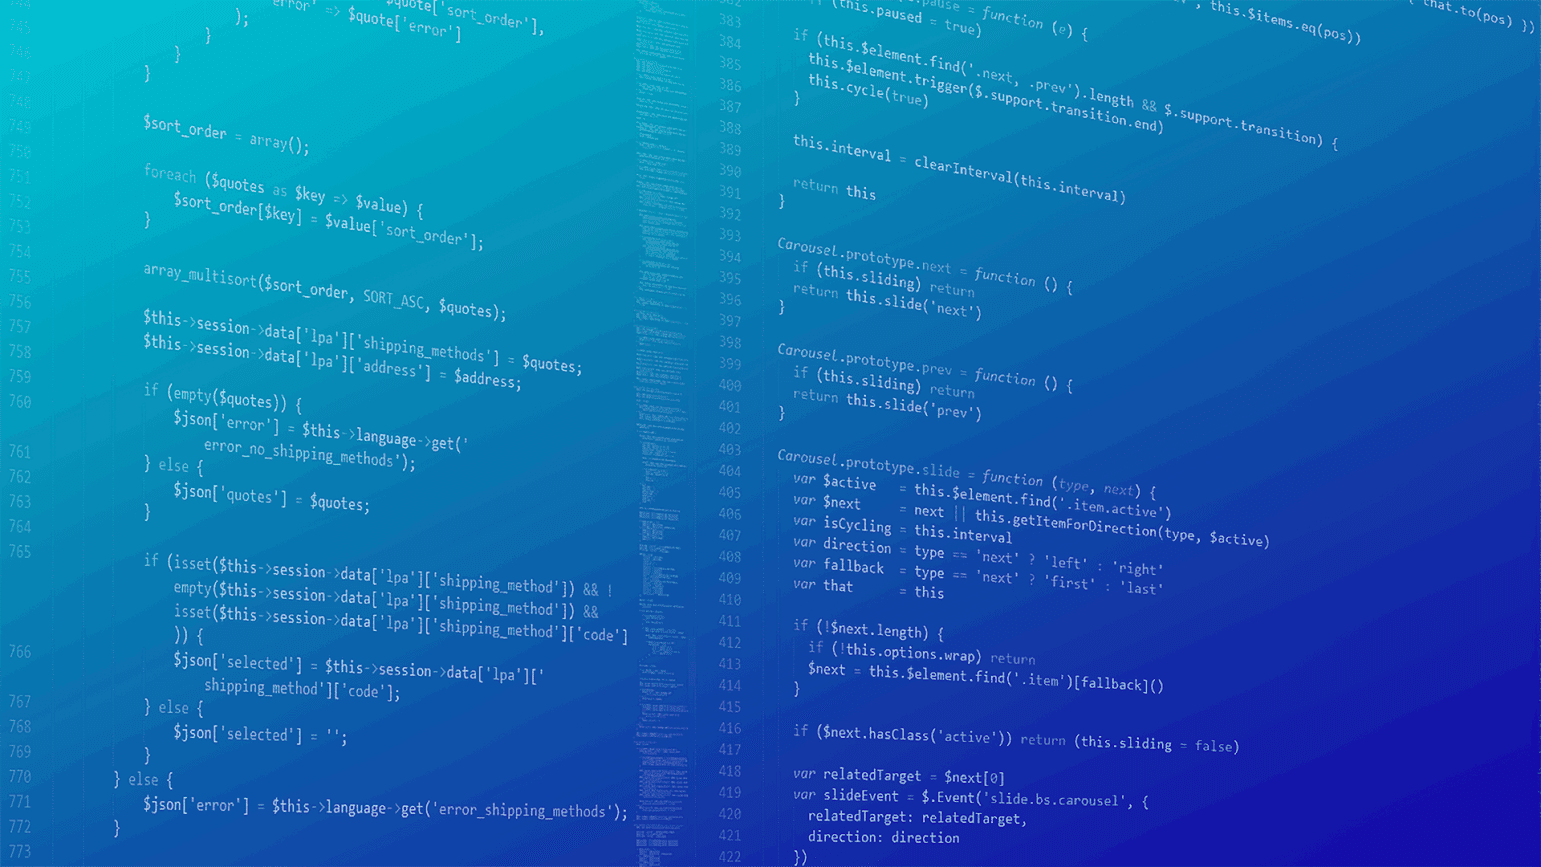 error' => $quote['error']
$quote['sort_order'],
);
}
}
}
$sort_order = array();
foreach ($quotes as $key => $value) {
$sort_order[$key] = $value['sort_order'];
}
array_multisort($sort_order, SORT_ASC, $quotes);
$this->session->data['lpa']['shipping_methods'] = $quotes;
$this->session->data['lpa']['address'] = $address;
if (empty($quotes)) {
$json['error'] = $this->language->get('
error_no_shipping_methods');
} else {
$json['quotes'] = $quotes;
}
if (isset($this->session->data['lpa']['shipping_method']) && !
empty($this->session->data['lpa']['shipping_method']) &&
isset($this->session->data['lpa']['shipping_method']['code']
)) {
$json['selected'] = $this->session->data['lpa']['
shipping_method']['code'];
} else {
$json['selected'] = '';
}
} else {
$json['error'] = $this->language->get('error_shipping_methods');
}
745
746
747
748
749
750
751
752
753
754
755
756
757
758
759
760
761
762
763
764
765
766
767
768
769
770
771
772
773
pause = function (e) {
(this.paused = true)
this.$items.eq(pos))
that.to(pos) })
383
384 if (this.$element.find('.next, .prev').length && $.support.transition) {
385 this.$element.trigger($.support.transition.end)
386 this.cycle(true)
387 }
388
389 this.interval = clearInterval(this.interval)
390
391 return this
392 }
393
394 Carousel.prototype.next = function () {
395 if (this.sliding) return
396 return this.slide('next')
397 }
398
399 Carousel.prototype.prev = function () {
400 if (this.sliding) return
401 return this.slide('prev')
402 }
403
404 Carousel.prototype.slide = function (type, next) {
405 var $active = this.$element.find('.item.active')
406 var $next = next || this.getItemForDirection(type, $active)
407 var isCycling = this.interval
408 var direction = type == 'next' ? 'left' : 'right'
409 var fallback = type == 'next' ? 'first' : 'last'
410 var that = this
411
412 if (!$next.length) {
413 if (!this.options.wrap) return
414 $next = this.$element.find('.item')[fallback]()
415 }
416
417 if ($next.hasClass('active')) return (this.sliding = false)
418
419 var relatedTarget = $next[0]
420 var slideEvent = $.Event('slide.bs.carousel', {
421 relatedTarget: relatedTarget,
422 direction: direction
})